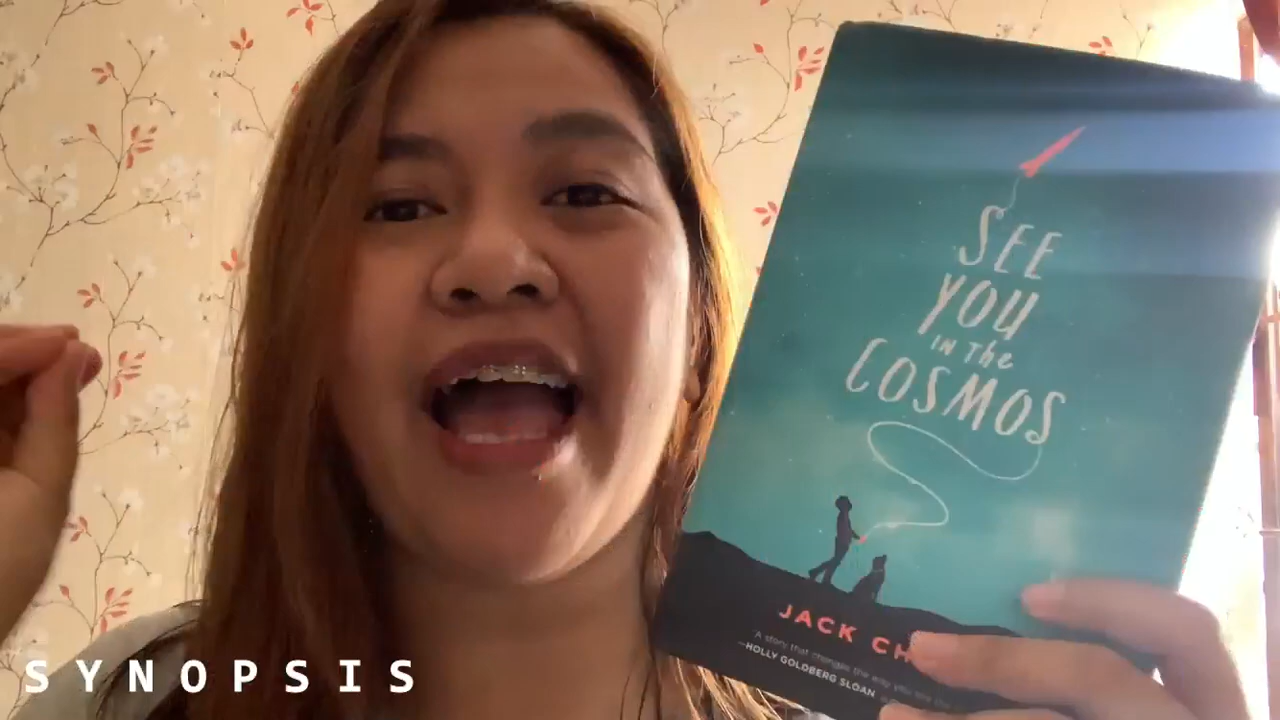 SEE
YOU
IN The
COSMOS
JACK CH
"A story that changes the way you see the
—HOLLY GOLDBERG SLOAN
SYNOPSIS